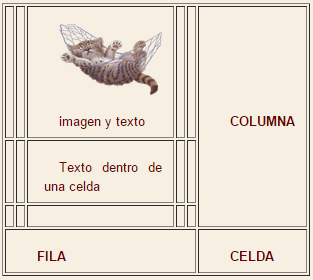 imagen y texto
COLUMNA
Texto dentro de
una celda
FILA
CELDA